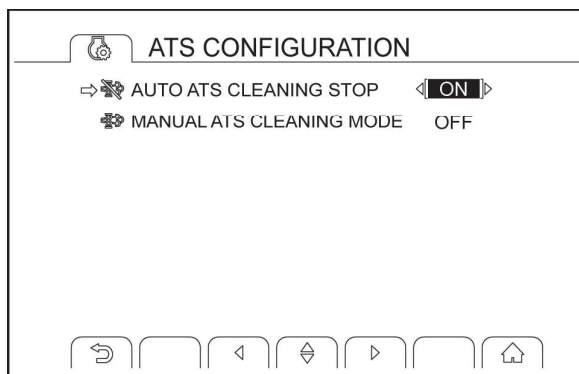 ATS CONFIGURATION
AUTO ATS CLEANING STOP ON
MANUAL ATS CLEANING MODE OFF